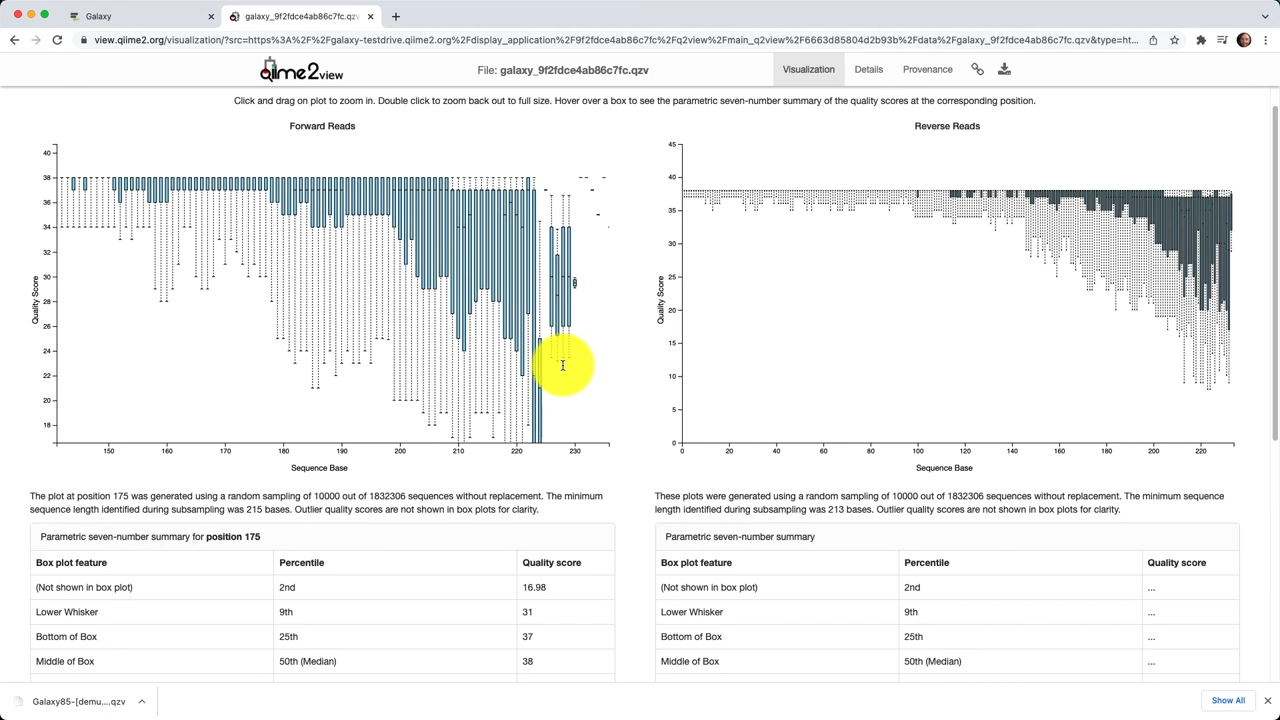 Galaxy
galaxy_9f2fdce4ab86c7fc.qzv
view.qiime2.org/visualization/?src=https%3A%2F%2Fgalaxy-testdrive.qiime2.org%2Fdisplay_application%2F9f2fdce4ab86c7fc%2Fq2view%2Fmain_q2view%2F6663d85804d2b93b%2Fdata%2Fgalaxy_9f2fdce4ab86c7fc.qzv&type=ht...
qiime2view
File: galaxy_9f2fdce4ab86c7fc.qzv
Visualization
Details
Provenance
Click and drag on plot to zoom in. Double click to zoom back out to full size. Hover over a box to see the parametric seven-number summary of the quality scores at the corresponding position.
Forward Reads
40
38
36
34
32
30
28
26
24
22
20
18
Quality Score
150 160 170 180 190 200 210 220 230
Sequence Base
Reverse Reads
45
40
35
30
25
20
15
10
5
0
Quality Score
0 20 40 60 80 100 120 140 160 180 200 220
Sequence Base
The plot at position 175 was generated using a random sampling of 10000 out of 1832306 sequences without replacement. The minimum
sequence length identified during subsampling was 215 bases. Outlier quality scores are not shown in box plots for clarity.
Parametric seven-number summary for position 175
Box plot feature Percentile Quality score
(Not shown in box plot) 2nd 16.98
Lower Whisker 9th 31
Bottom of Box 25th 37
Middle of Box 50th (Median) 38
These plots were generated using a random sampling of 10000 out of 1832306 sequences without replacement. The minimum sequence
length identified during subsampling was 213 bases. Outlier quality scores are not shown in box plots for clarity.
Parametric seven-number summary
Box plot feature Percentile Quality score
(Not shown in box plot) 2nd ...
Lower Whisker 9th ...
Bottom of Box 25th ...
Middle of Box 50th (Median) ...
Galaxy85-[demu....qzv
Show All